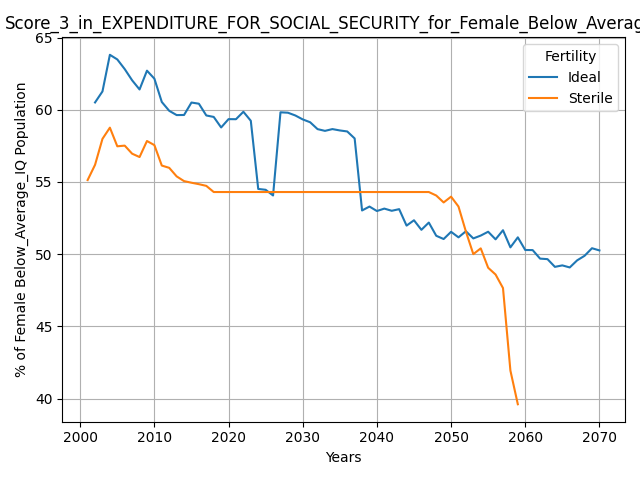 Score_3_in_EXPENDITURE_FOR_SOCIAL_SECURITY_for_Female_Below_Averag
% of Female Below_Average_IQ Population
65
60
55
50
45
40
Fertility
Ideal
Sterile
2000 2010 2020 2030 2040 2050 2060 2070
Years